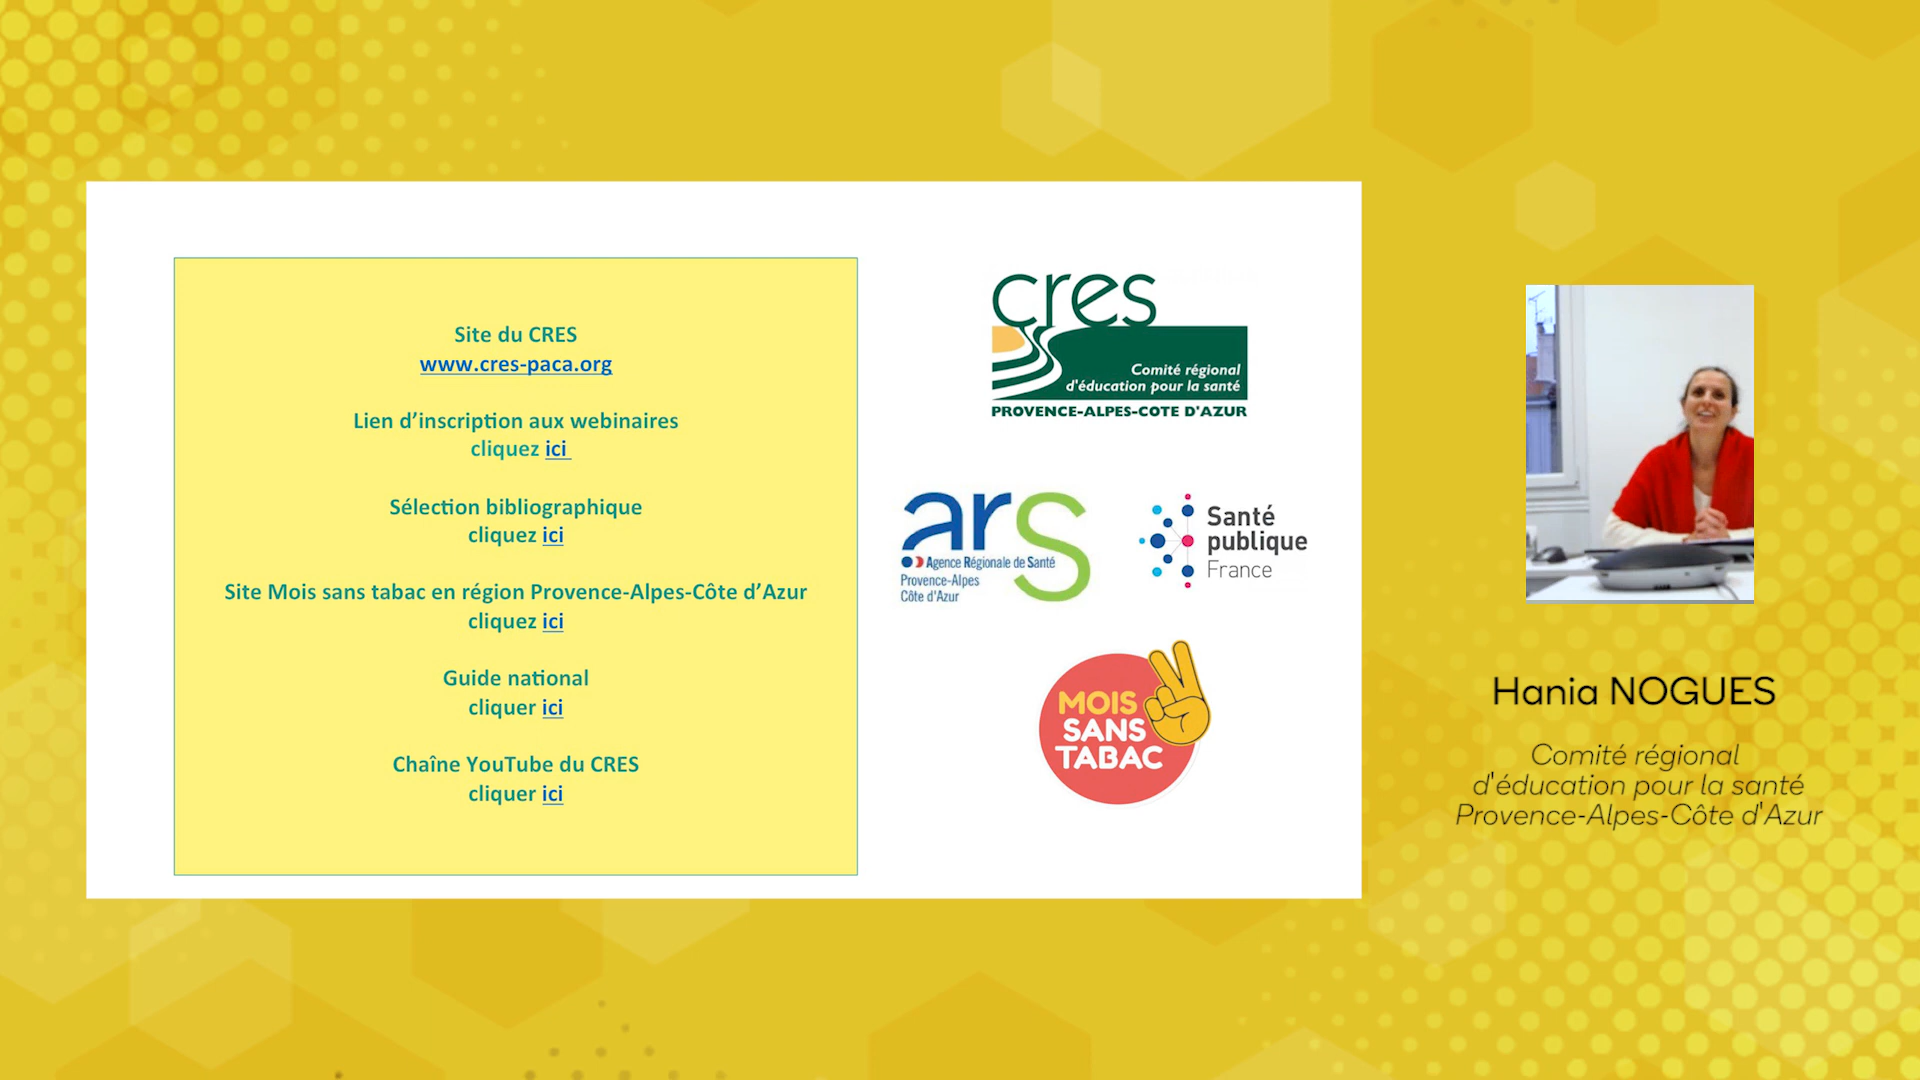 Site du CRES
www.cres-paca.org
Lien d’inscription aux webinaires
cliquez ici
Sélection bibliographique
cliquez ici
Site Mois sans tabac en région Provence-Alpes-Côte d’Azur
cliquez ici
Guide national
cliquer ici
Chaîne YouTube du CRES
cliquer ici
cres
Comité régional
d'éducation pour la santé
PROVENCE-ALPES-COTE D'AZUR
ars
Agence Régionale de Santé
Provence-Alpes
Côte d'Azur
Santé
publique
France
MOIS
SANS
TABAC
Hania NOGUES
Comité régional
d'éducation pour la santé
Provence-Alpes-Côte d'Azur